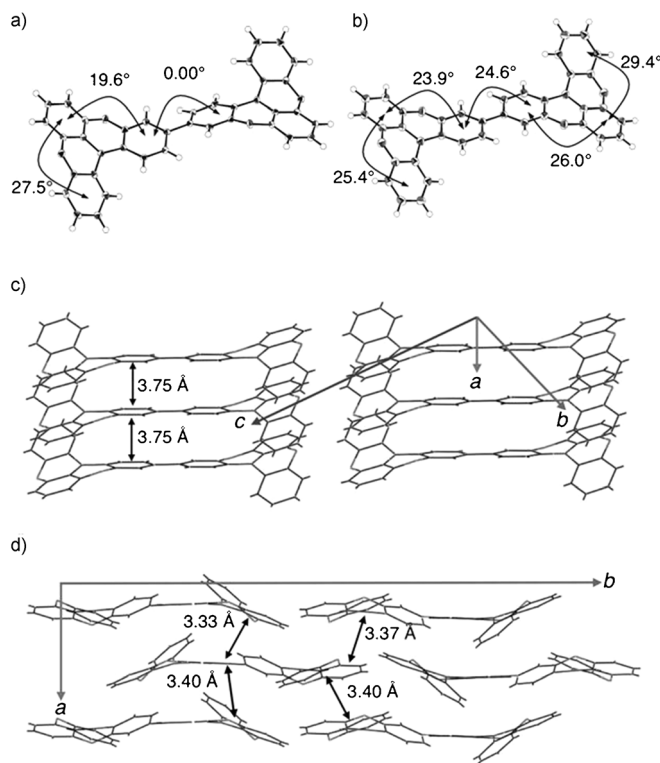 a)
19.6°
0.00°
27.5°
b)
23.9°
24.6°
29.4°
25.4°
26.0°
c)
3.75 Å
3.75 Å
c
a
b
d)
b
3.33 Å
3.37 Å
3.40 Å
3.40 Å
a